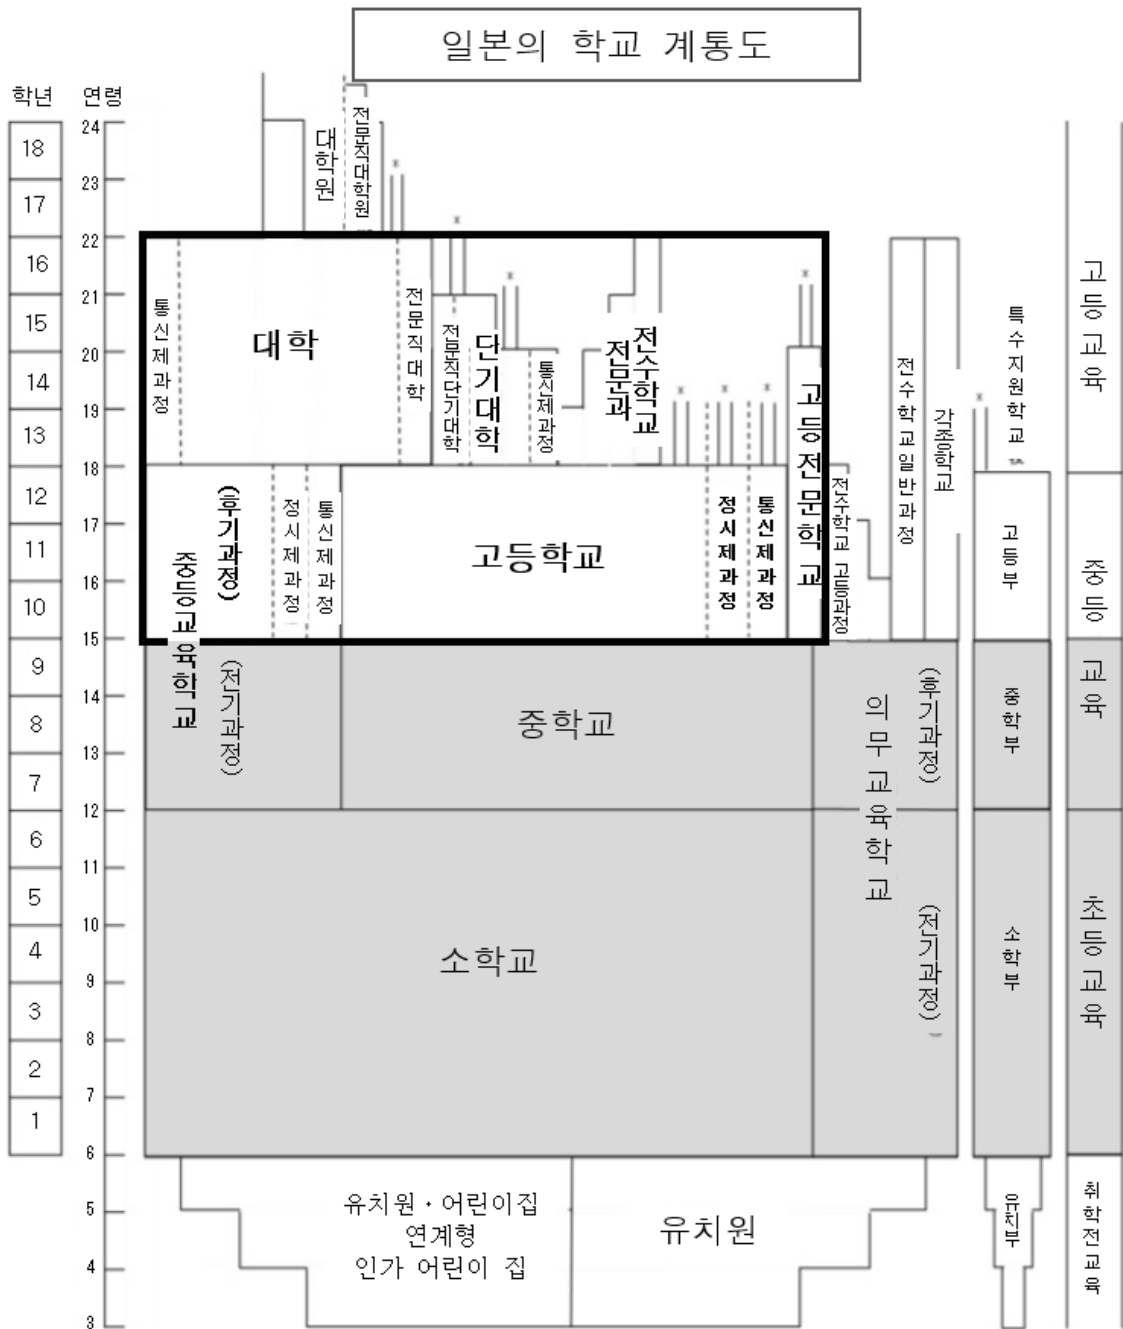 일본의 학교 계통도
학년 연령
24
18
23
17
22
16
21
15
20
14
19
13
18
12
17
11
16
10
15
9
14
8
13
7
12
6
11
5
10
4
9
3
8
2
7
1
6
5
4
3
대학원
전문직대학원
x
x
x
x
x
x
x
x
통신제과정
대학
전문직대학
전문직단기대학
단기대학
통신제과정
전문과
전수학교
고등전문학교
전수학교일반과정
각종학교
특수지원학교
고등교육
중등교육학교
(후기과정)
정시제과정
통신제과정
고등학교
정시제과정
통신제과정
전수학교 고등과정
고등부
중등
교육
(전기과정)
중학교
의무교육학교
(후기과정)
중학부
소학교
(전기과정)
소학부
초등교육
유치원 · 어린이집
연계형
인가 어린이 집
유치원
유치부
취학전교육